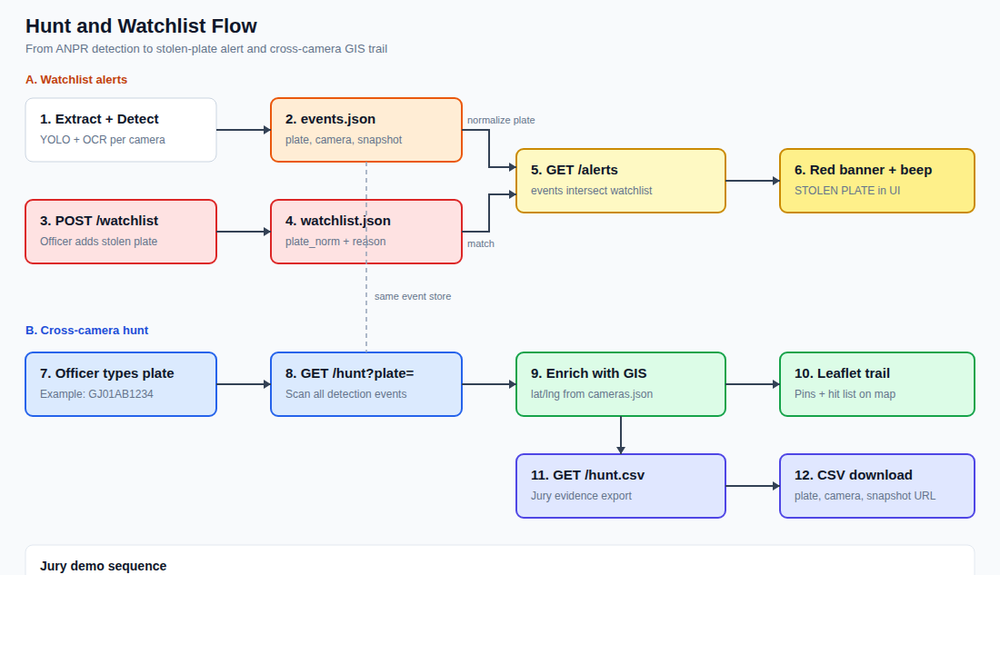 Hunt and Watchlist Flow
From ANPR detection to stolen-plate alert and cross-camera GIS trail
A. Watchlist alerts
1. Extract + Detect
YOLO + OCR per camera
2. events.json
plate, camera, snapshot
normalize plate
3. POST /watchlist
Officer adds stolen plate
4. watchlist.json
plate_norm + reason
match
5. GET /alerts
events intersect watchlist
6. Red banner + beep
STOLEN PLATE in UI
same event store
B. Cross-camera hunt
7. Officer types plate
Example: GJ01AB1234
8. GET /hunt?plate=
Scan all detection events
9. Enrich with GIS
lat/lng from cameras.json
10. Leaflet trail
Pins + hit list on map
11. GET /hunt.csv
Jury evidence export
12. CSV download
plate, camera, snapshot URL
Jury demo sequence